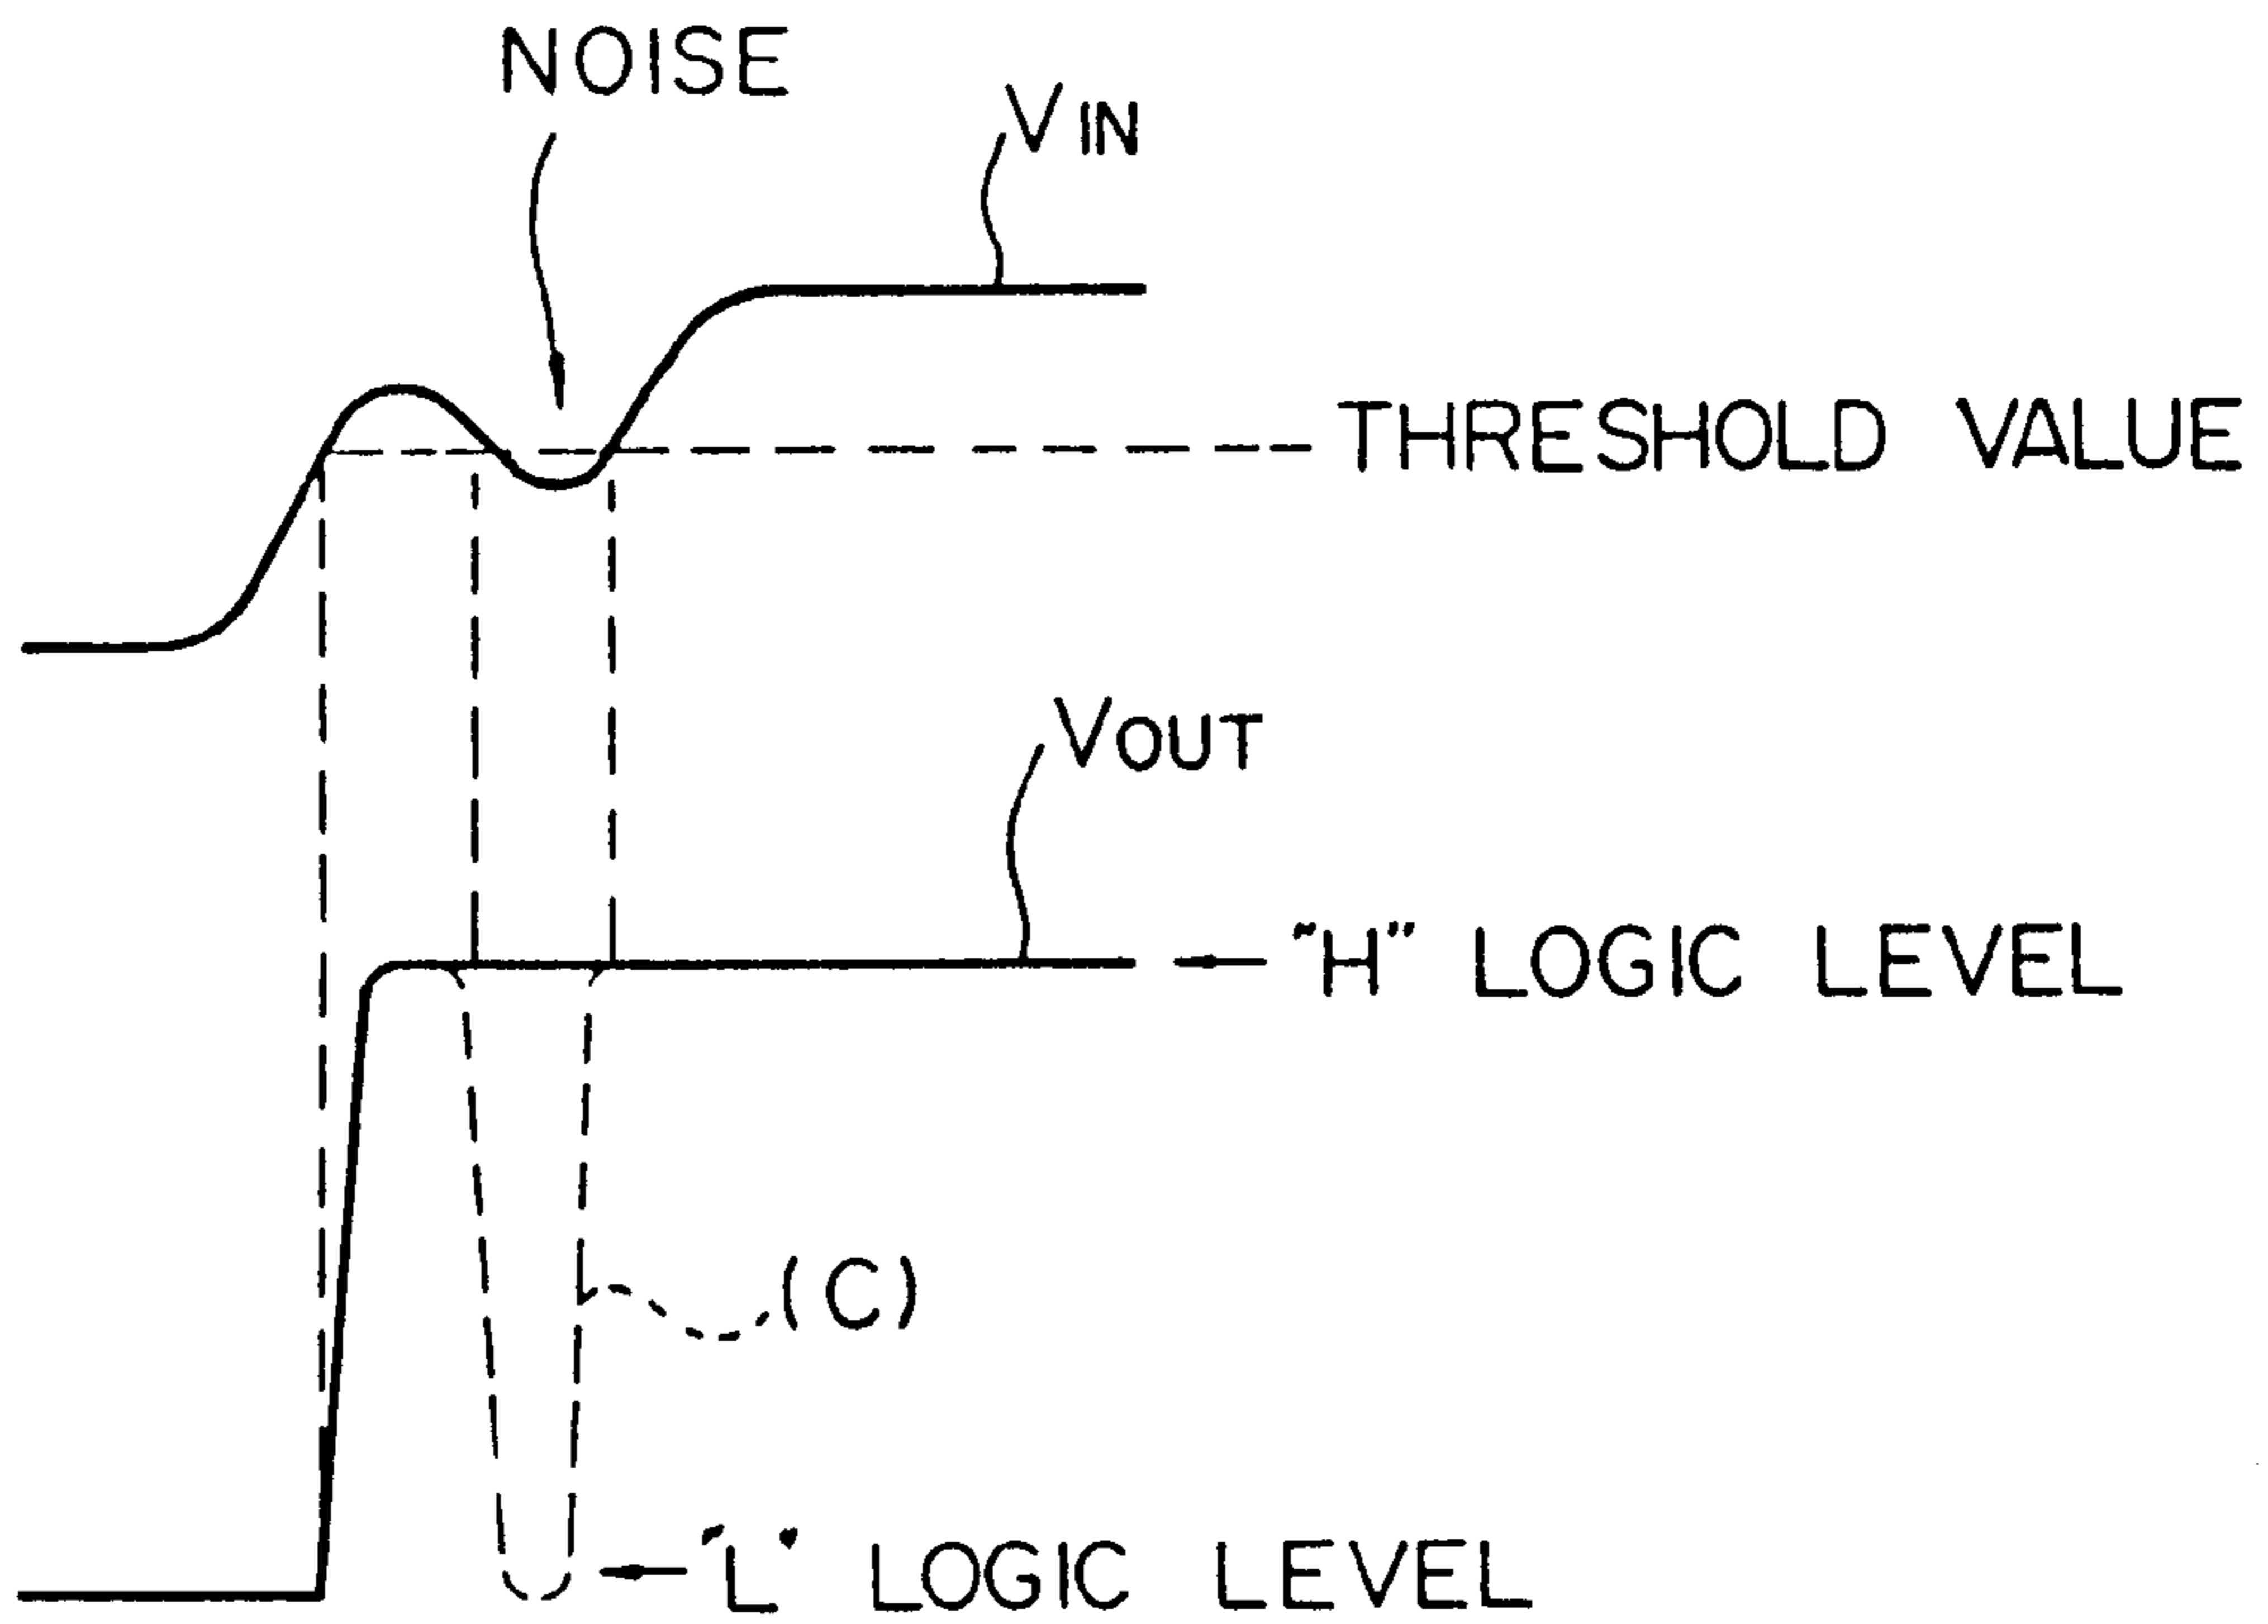 NOISE
VIN
THRESHOLD VALUE
VOUT
"H" LOGIC LEVEL
(C)
"L" LOGIC LEVEL